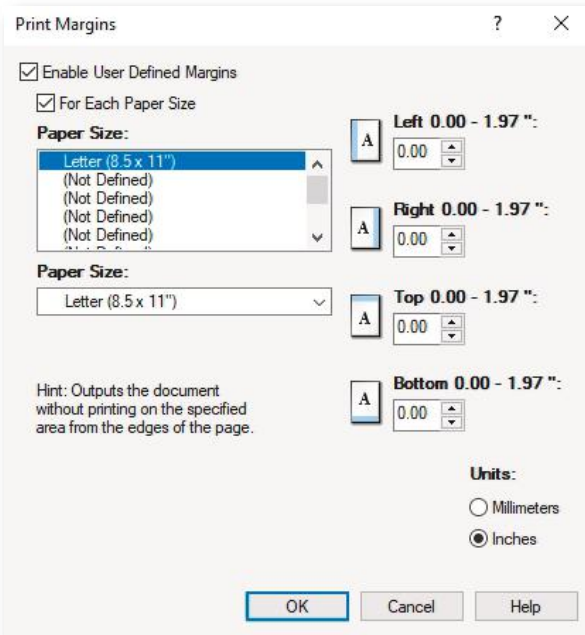 Print Margins
?
Enable User Defined Margins
For Each Paper Size
Paper Size:
Letter (8.5 x 11")
(Not Defined)
(Not Defined)
(Not Defined)
(Not Defined)
Paper Size:
Letter (8.5 x 11")
Hint: Outputs the document
without printing on the specified
area from the edges of the page.
A
Left 0.00 - 1.97 ":
0.00
A
Right 0.00 - 1.97 ":
0.00
A
Top 0.00 - 1.97 ":
0.00
A
Bottom 0.00 - 1.97 ":
0.00
Units:
Millimeters
Inches
OK
Cancel
Help